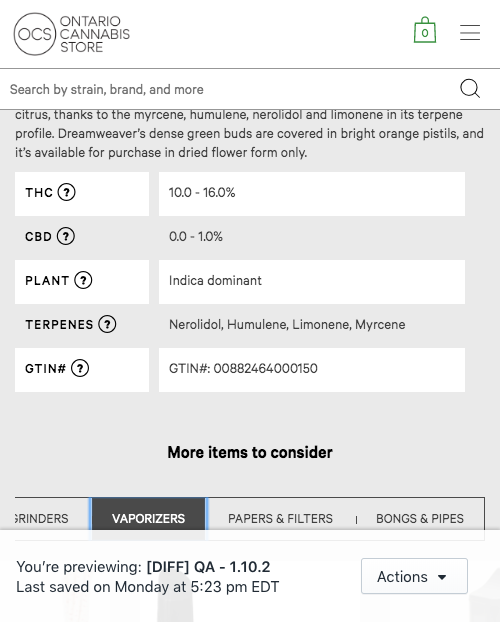 OCS
ONTARIO
CANNABIS
STORE
0
Search by strain, brand, and more
citrus, thanks to the myrcene, humulene, nerolidol and limonene in its terpene
profile. Dreamweaver's dense green buds are covered in bright orange pistils, and
it's available for purchase in dried flower form only.
THC ? 10.0 - 16.0%
CBD ? 0.0 - 1.0%
PLANT ? Indica dominant
TERPENES ? Nerolidol, Humulene, Limonene, Myrcene
GTIN# ? GTIN#: 00882464000150
More items to consider
GRINDERS VAPORIZERS PAPERS & FILTERS | BONGS & PIPES
You're previewing: [DIFF] QA - 1.10.2
Last saved on Monday at 5:23 pm EDT
Actions